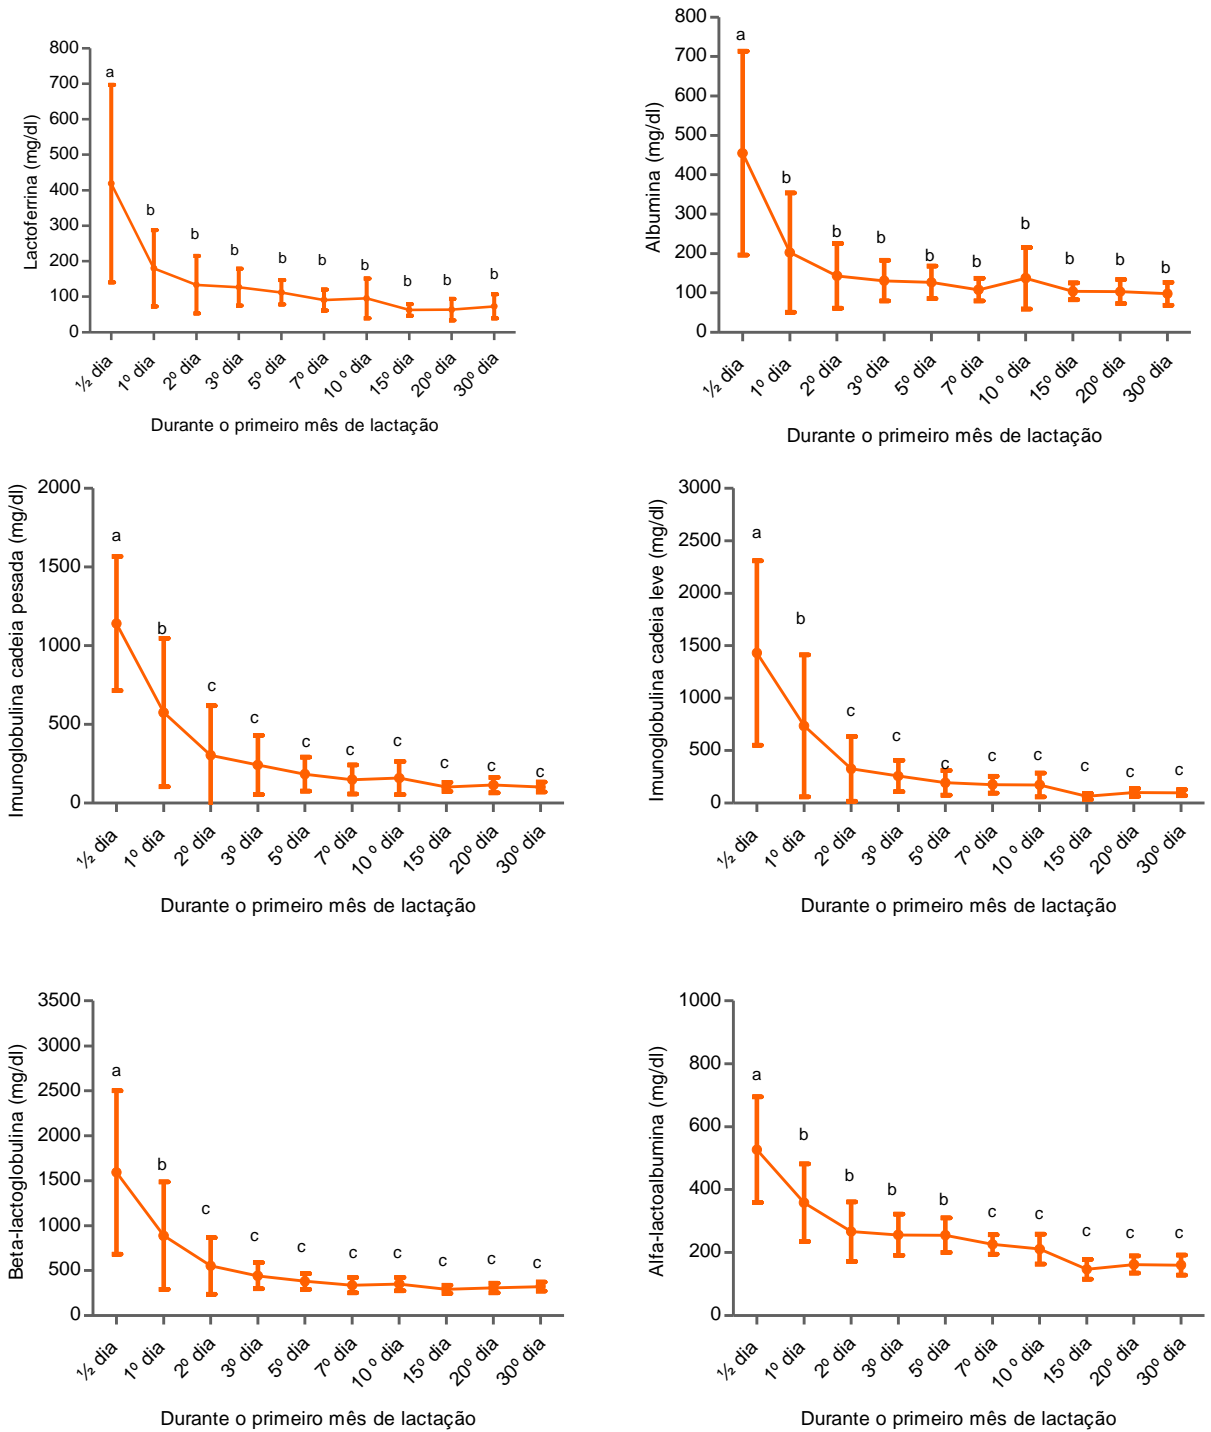 Lactoferrina (mg/dl)
800
700
600
500
400
300
200
100
0
a
b
b
b
b
b
b
b
b
b
½ dia
1º dia
2º dia
3º dia
5º dia
7º dia
10 º dia
15º dia
20º dia
30º dia
Durante o primeiro mês de lactação
Albumina (mg/dl)
800
700
600
500
400
300
200
100
0
a
b
b
b
b
b
b
b
b
b
½ dia
1º dia
2º dia
3º dia
5º dia
7º dia
10 º dia
15º dia
20º dia
30º dia
Durante o primeiro mês de lactação
Imunoglobulina cadeia pesada (mg/dl)
2000
1500
1000
500
0
a
b
c
c
c
c
c
c
c
c
½ dia
1º dia
2º dia
3º dia
5º dia
7º dia
10 º dia
15º dia
20º dia
30º dia
Durante o primeiro mês de lactação
Imunoglobulina cadeia leve (mg/dl)
3000
2500
2000
1500
1000
500
0
a
b
c
c
c
c
c
c
c
c
½ dia
1º dia
2º dia
3º dia
5º dia
7º dia
10 º dia
15º dia
20º dia
30º dia
Durante o primeiro mês de lactação
Beta-lactoglobulina (mg/dl)
3500
3000
2500
2000
1500
1000
500
0
a
b
c
c
c
c
c
c
c
c
½ dia
1º dia
2º dia
3º dia
5º dia
7º dia
10 º dia
15º dia
20º dia
30º dia
Durante o primeiro mês de lactação
Alfa-lactoalbumina (mg/dl)
1000
800
600
400
200
0
a
b
b
b
b
c
c
c
c
c
½ dia
1º dia
2º dia
3º dia
5º dia
7º dia
10 º dia
15º dia
20º dia
30º dia
Durante o primeiro mês de lactação